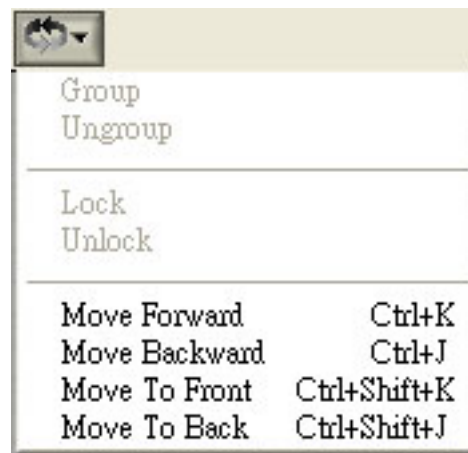 Group
Ungroup
Lock
Unlock
Move Forward Ctrl+K
Move Backward Ctrl+J
Move To Front Ctrl+Shift+K
Move To Back Ctrl+Shift+J